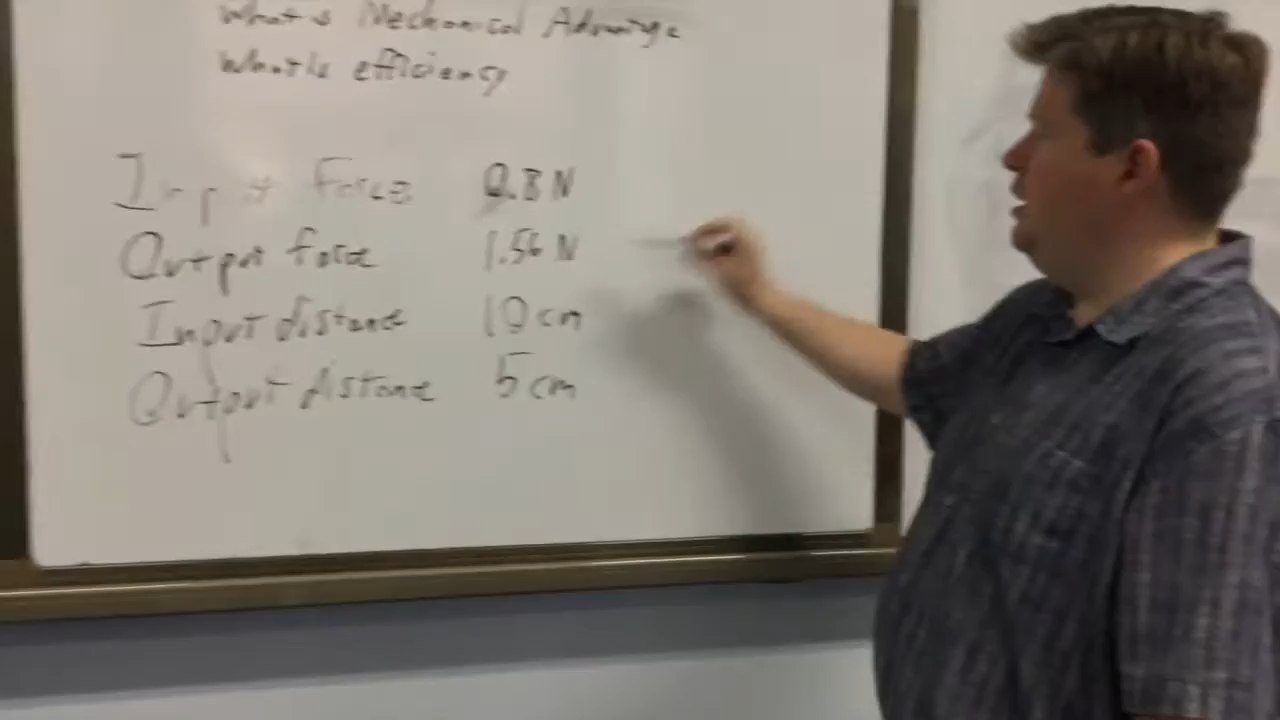 What is Mechanical Advantage
What is efficiency
Input force 0.8 N
Output force 1.56 N
Input distance 10 cm
Output distance 5 cm